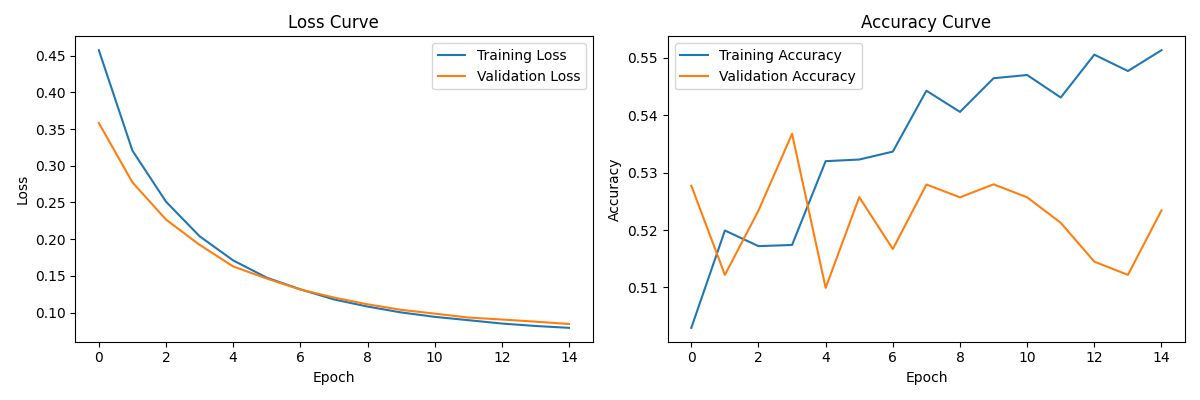 Loss Curve
Training Loss
Validation Loss
0.45
0.40
0.35
0.30
0.25
0.20
0.15
0.10
Loss
0 2 4 6 8 10 12 14
Epoch
Accuracy Curve
Training Accuracy
Validation Accuracy
0.55
0.54
0.53
0.52
0.51
Accuracy
0 2 4 6 8 10 12 14
Epoch